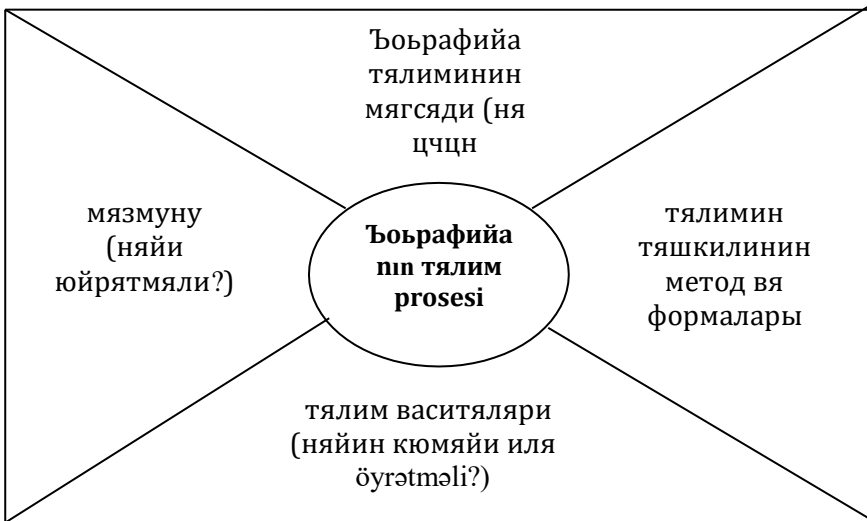 Ъоьрафийа
тялиминин
мягсяди (ня
цчцн
мязмуну
(няйи
юйрятмяли?)
Ъоьрафийа
nın тялим
prosesi
тялимин
тяшкилинин
метод вя
формалары
тялим васитяляри
(няйин кюмяйи иля
öyrətməli?)